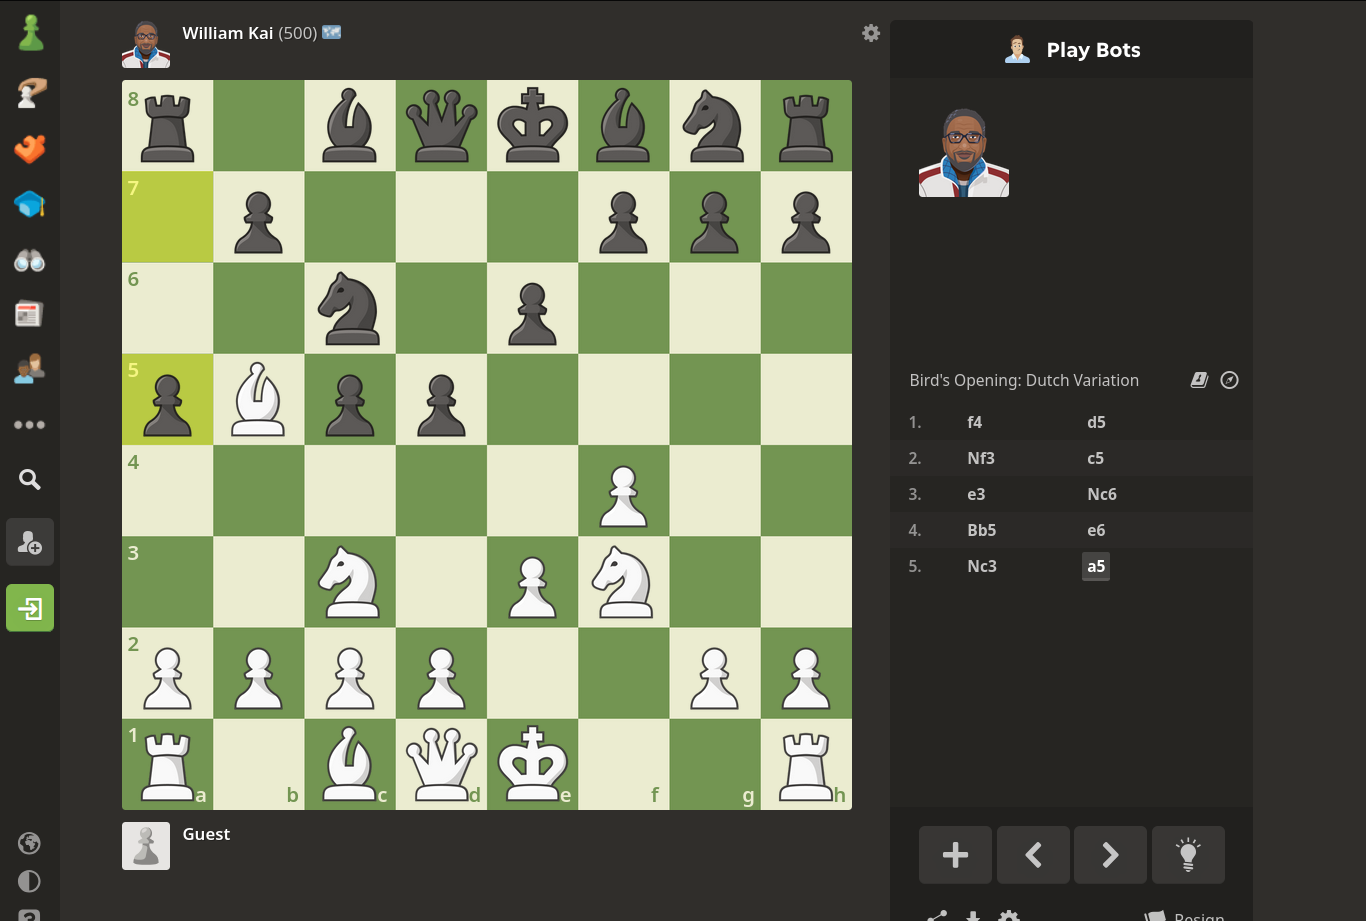 William Kai (500)
Play Bots
8
7
6
5
4
3
2
1
a b c d e f g h
Guest
Bird's Opening: Dutch Variation
1. f4 d5
2. Nf3 c5
3. e3 Nc6
4. Bb5 e6
5. Nc3 a5
Resign